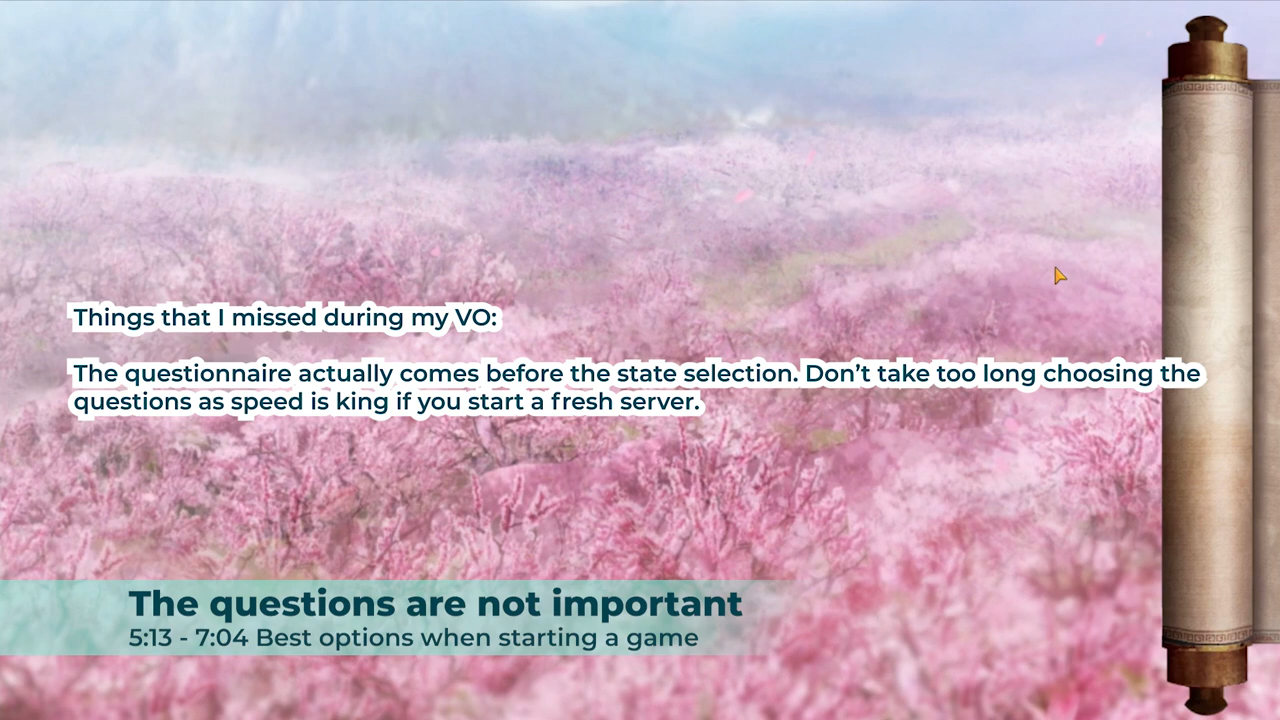 Things that I missed during my VO:
The questionnaire actually comes before the state selection. Don’t take too long choosing the
questions as speed is king if you start a fresh server.
The questions are not important
5:13 - 7:04 Best options when starting a game